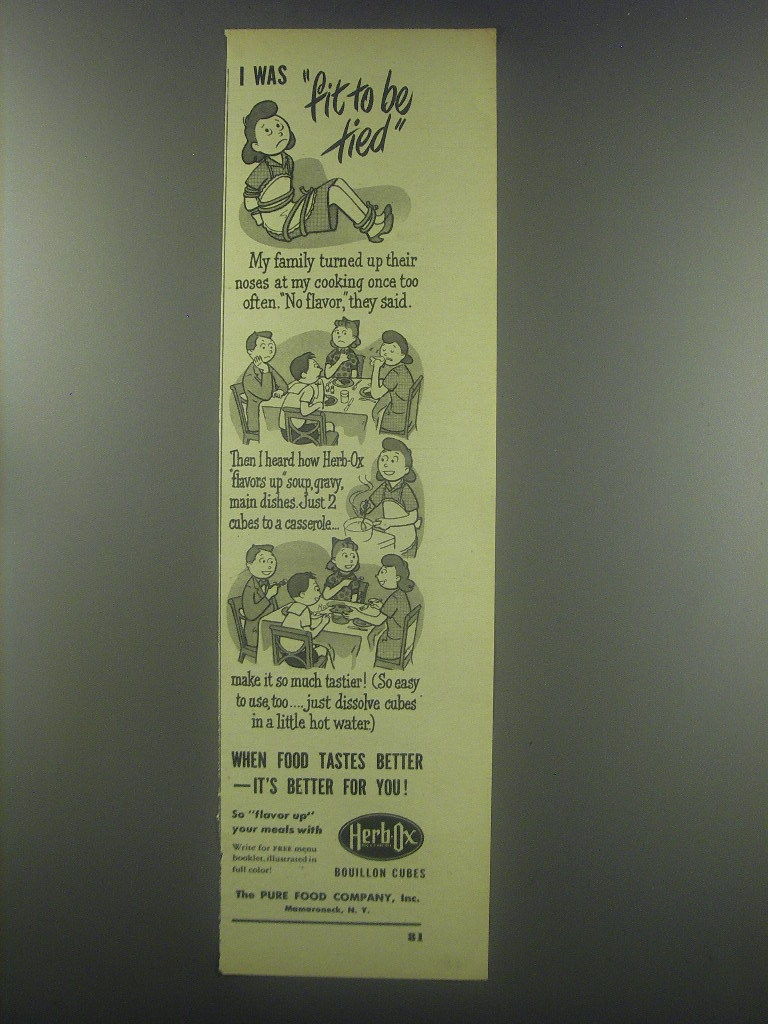 I WAS "fit to be
tied"
My family turned up their
noses at my cooking once too
often. "No flavor," they said.
Then I heard how Herb-Ox
"flavors up" soup, gravy,
main dishes. Just 2
cubes to a casserole...
make it so much tastier! (So easy
to use, too.... just dissolve cubes
in a little hot water.)
WHEN FOOD TASTES BETTER
—IT'S BETTER FOR YOU!
So "flavor up"
your meals with
Write for FREE menu
booklet, illustrated in
full color!
Herb-Ox
BOUILLON CUBES
The PURE FOOD COMPANY, Inc.
Mamaroneck, N. Y.
81